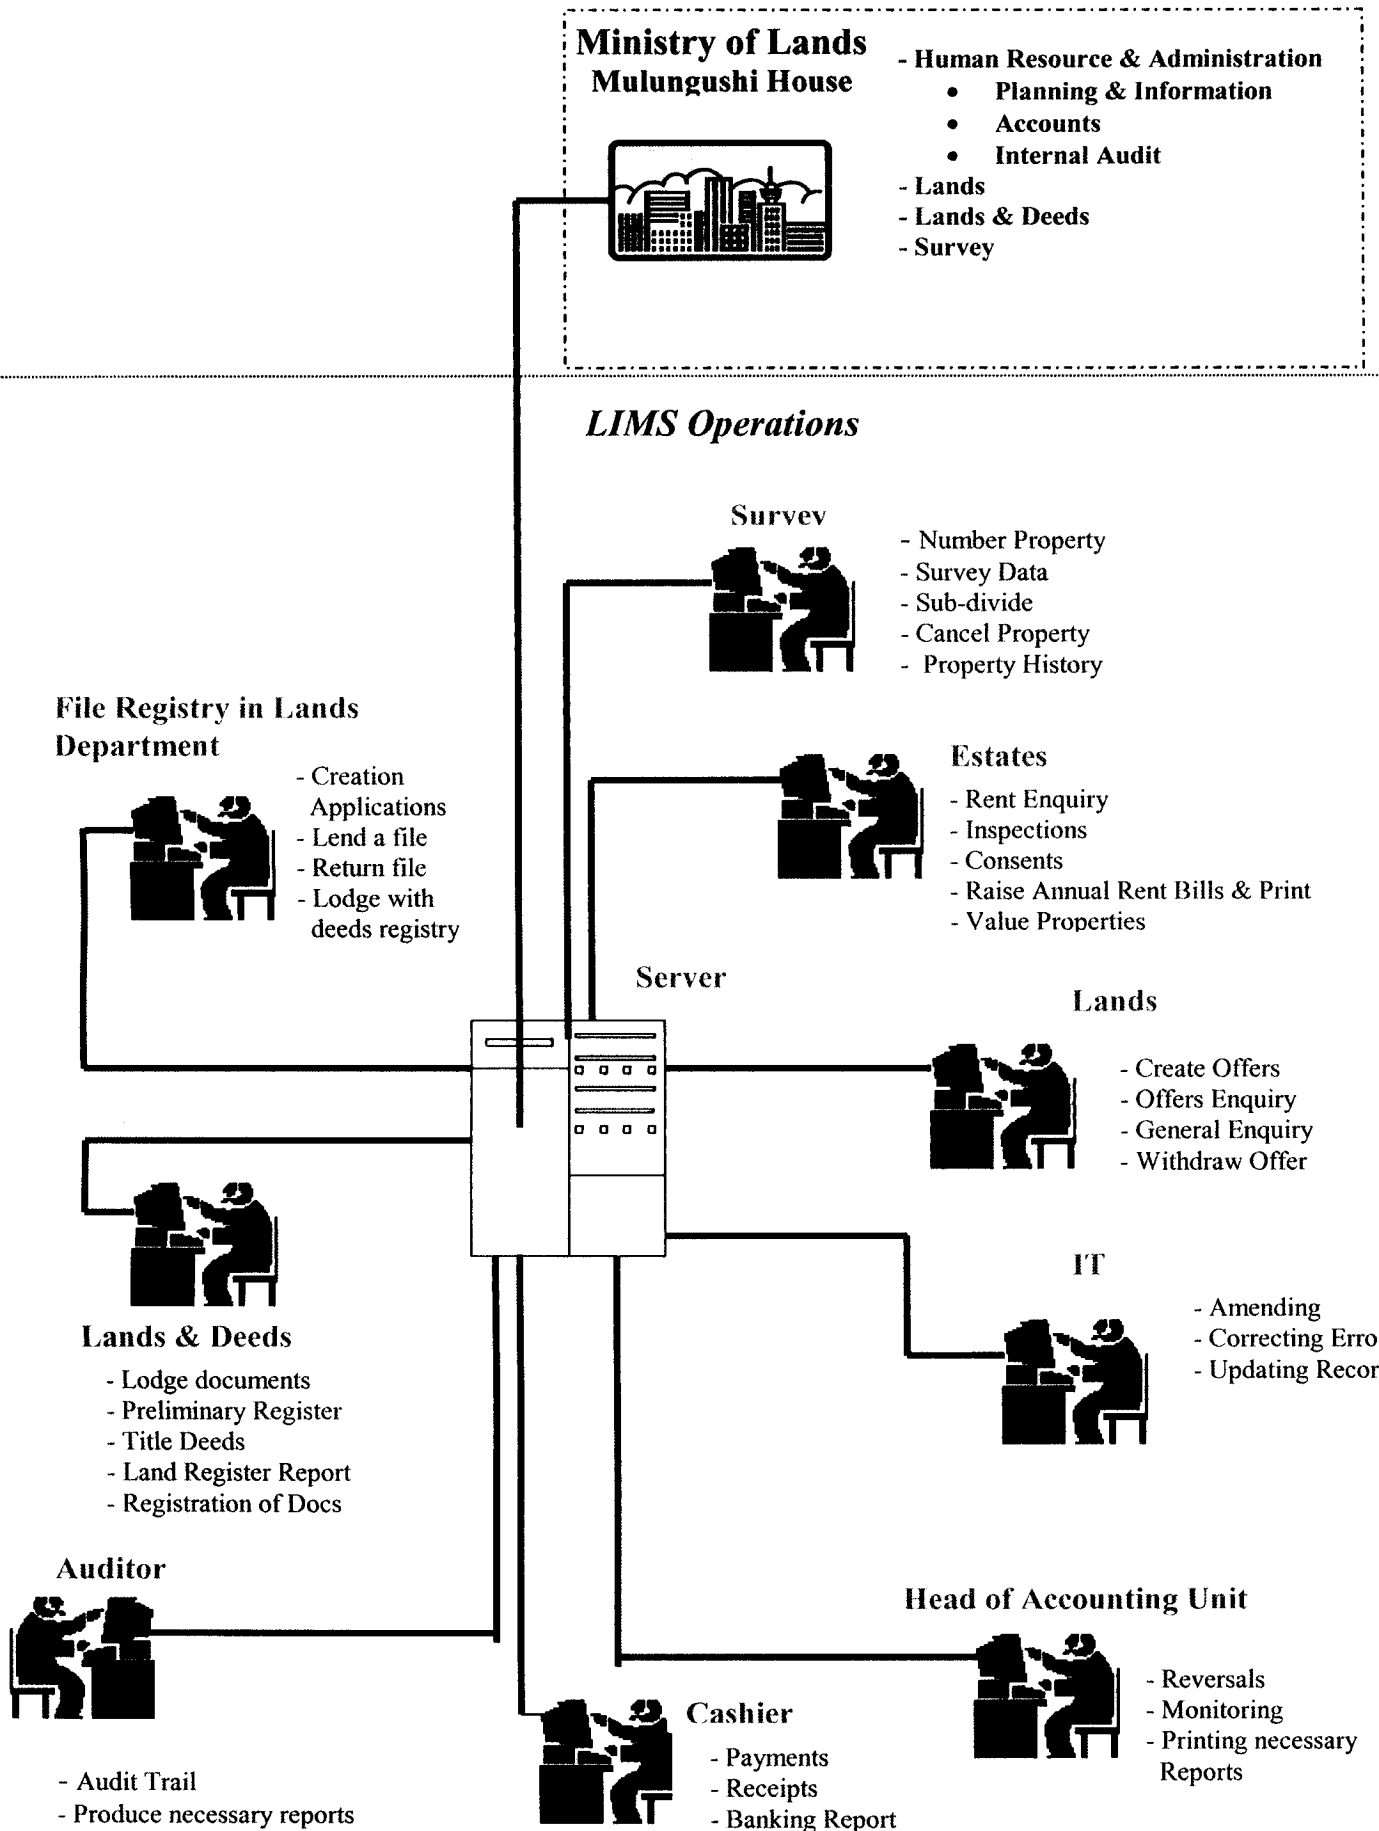 Ministry of Lands
Mulungushi House
- Human Resource & Administration
• Planning & Information
• Accounts
• Internal Audit
- Lands
- Lands & Deeds
- Survey
LIMS Operations
Survey
- Number Property
- Survey Data
- Sub-divide
- Cancel Property
- Property History
File Registry in Lands
Department
- Creation
Applications
- Lend a file
- Return file
- Lodge with
deeds registry
Estates
- Rent Enquiry
- Inspections
- Consents
- Raise Annual Rent Bills & Print
- Value Properties
Server
Lands
- Create Offers
- Offers Enquiry
- General Enquiry
- Withdraw Offer
IT
- Amending
- Correcting Erro
- Updating Recor
Lands & Deeds
- Lodge documents
- Preliminary Register
- Title Deeds
- Land Register Report
- Registration of Docs
Auditor
- Audit Trail
- Produce necessary reports
Cashier
- Payments
- Receipts
- Banking Report
Head of Accounting Unit
- Reversals
- Monitoring
- Printing necessary
Reports